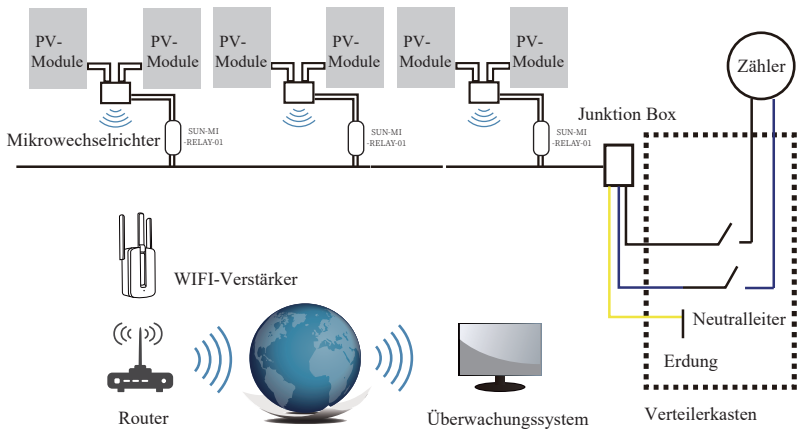 PV-
Module
PV-
Module
PV-
Module
PV-
Module
PV-
Module
PV-
Module
Zähler
Junktion Box
Mikrowechselrichter
SUN-MI
-RELAY-01
SUN-MI
-RELAY-01
SUN-MI
-RELAY-01
WIFI-Verstärker
Neutralleiter
Erdung
Router
Überwachungssystem
Verteilerkasten